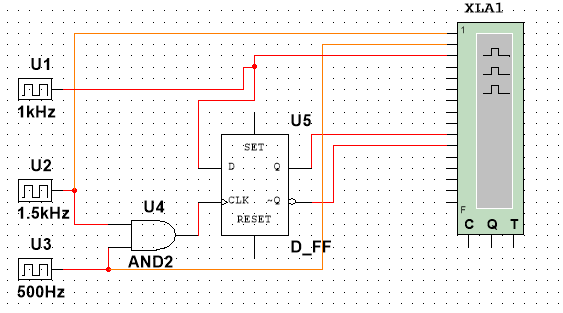 XLA1
1
U1
1kHz
U5
SET
D
Q
U2
1.5kHz
U4
CLK
~Q
RESET
F
C Q T
U3
AND2
D_FF
500Hz